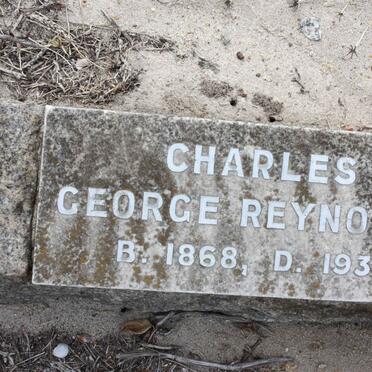 CHARLES
GEORGE REYNO
B. 1868, D. 193